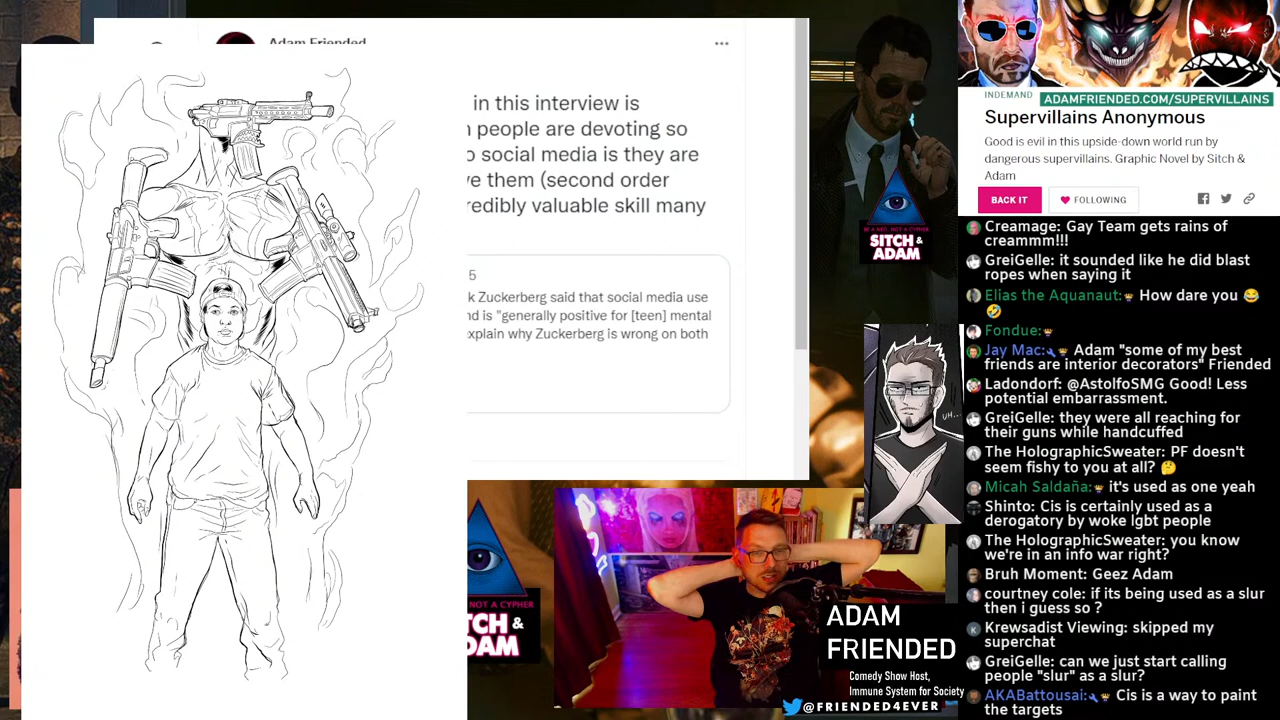 Adam Friended
in this interview is
people are devoting so
social media is they are
ve them (second order
redibly valuable skill many
5
k Zuckerberg said that social media use
nd is "generally positive for [teen] mental
explain why Zuckerberg is wrong on both
BE A NEO, NOT A CYPHER
SITCH &
ADAM
UH...
NOT A CYPHER
TCH &
DAM
ADAM
FRIENDED
Comedy Show Host,
Immune System for Society
@FRIENDED4EVER
INDEMAND
ADAMFRIENDED.COM/SUPERVILLAINS
Supervillains Anonymous
Good is evil in this upside-down world run by
dangerous supervillains. Graphic Novel by Sitch &
Adam
BACK IT
FOLLOWING
Creamage: Gay Team gets rains of
creammm!!!
GreiGelle: it sounded like he did blast
ropes when saying it
Elias the Aquanaut: How dare you 😂
🤣
Fondue:
Jay Mac: Adam "some of my best
friends are interior decorators" Friended
Ladondorf: @AstolfoSMG Good! Less
potential embarrassment.
GreiGelle: they were all reaching for
their guns while handcuffed
The HolographicSweater: PF doesn't
seem fishy to you at all? 🤔
Micah Saldaña: it's used as one yeah
Shinto: Cis is certainly used as a
derogatory by woke lgbt people
The HolographicSweater: you know
we're in an info war right?
Bruh Moment: Geez Adam
courtney cole: if its being used as a slur
then i guess so ?
K
Krewsadist Viewing: skipped my
superchat
GreiGelle: can we just start calling
people "slur" as a slur?
AKABattousai: Cis is a way to paint
the targets